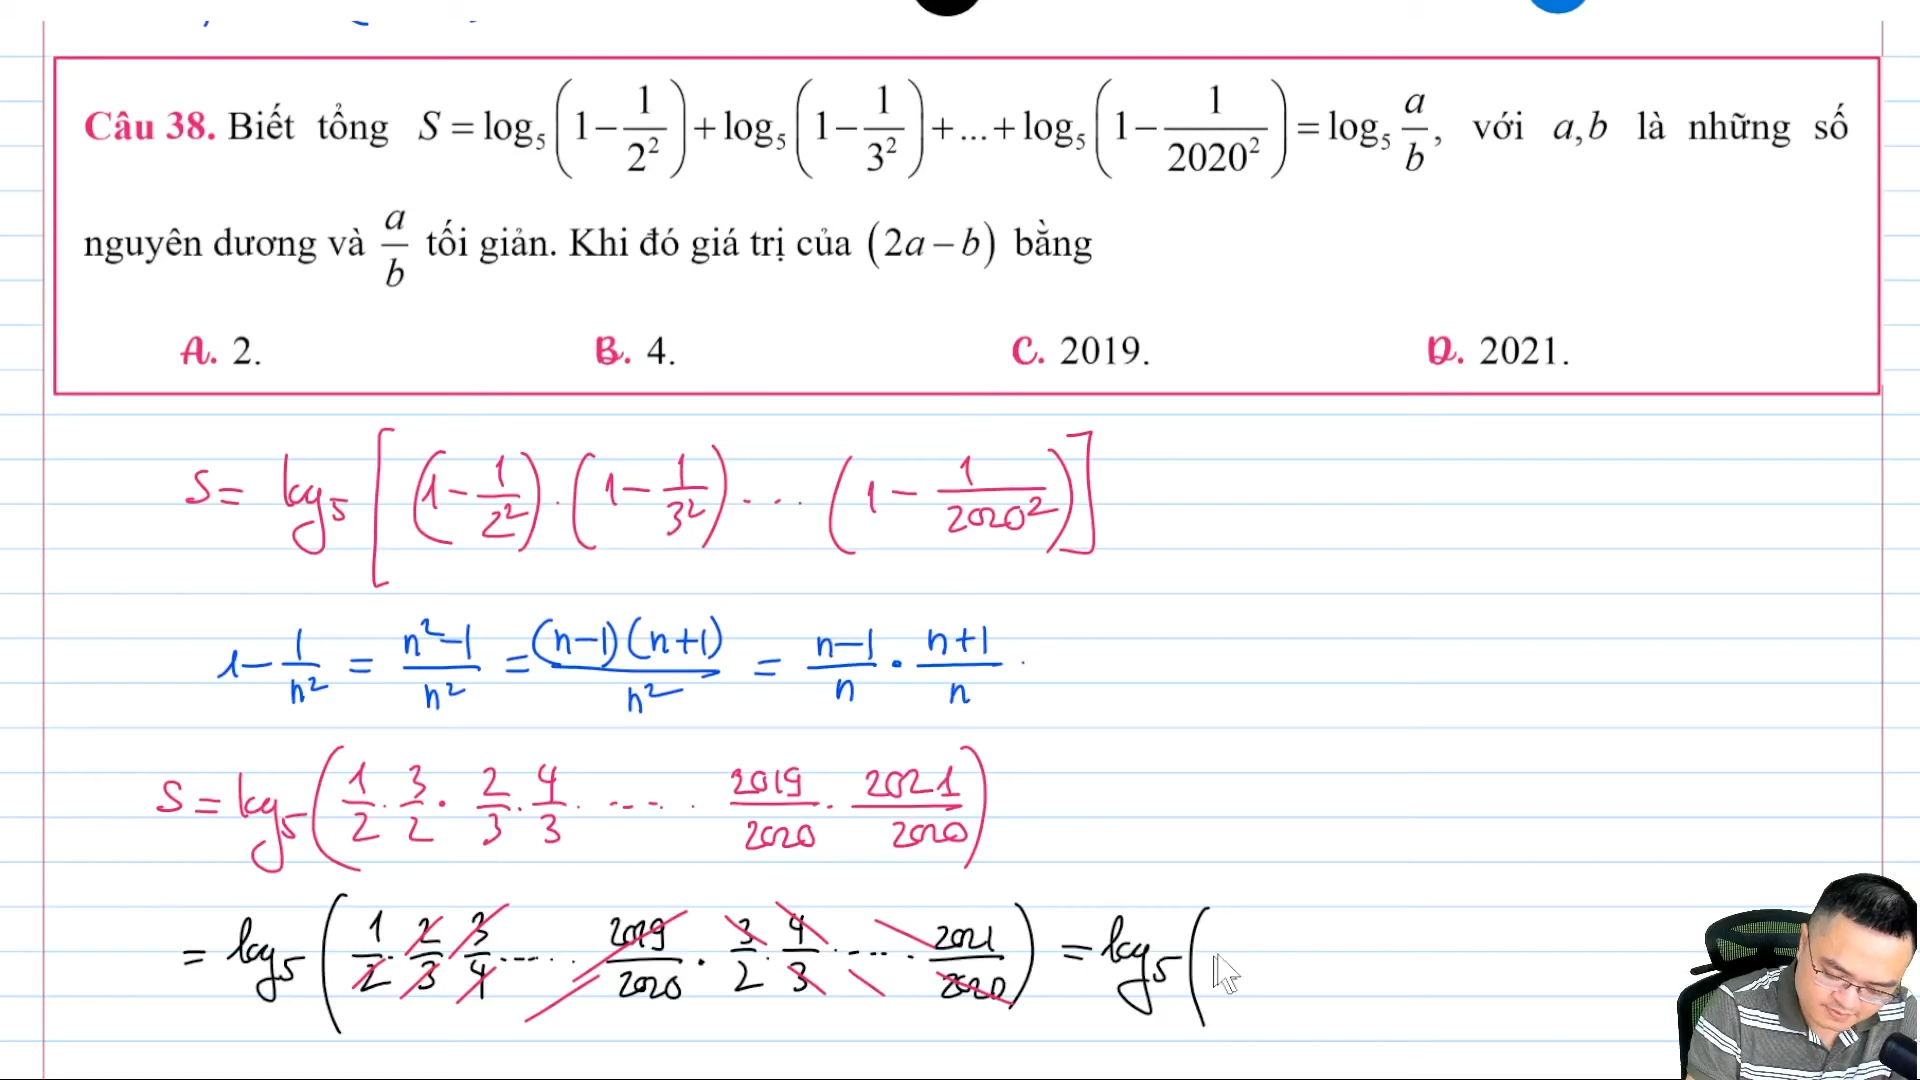 Câu 38. Biết tổng S = log₅(1 − 1/2²) + log₅(1 − 1/3²) + ... + log₅(1 − 1/2020²) = log₅ a/b, với a,b là những số
nguyên dương và a/b tối giản. Khi đó giá trị của (2a − b) bằng
A. 2. B. 4. C. 2019. D. 2021.
S = log₅[(1 − 1/2²).(1 − 1/3²)....(1 − 1/2020²)]
1 − 1/n² = (n²−1)/n² = (n−1)(n+1)/n² = (n−1)/n . (n+1)/n .
S = log₅(1/2 . 3/2 . 2/3 . 4/3 ..... 2019/2020 . 2021/2020)
= log₅(1/2 . 2/3 . 3/4 ..... 2019/2020 . 3/2 . 4/3 ..... 2021/2020) = log₅(